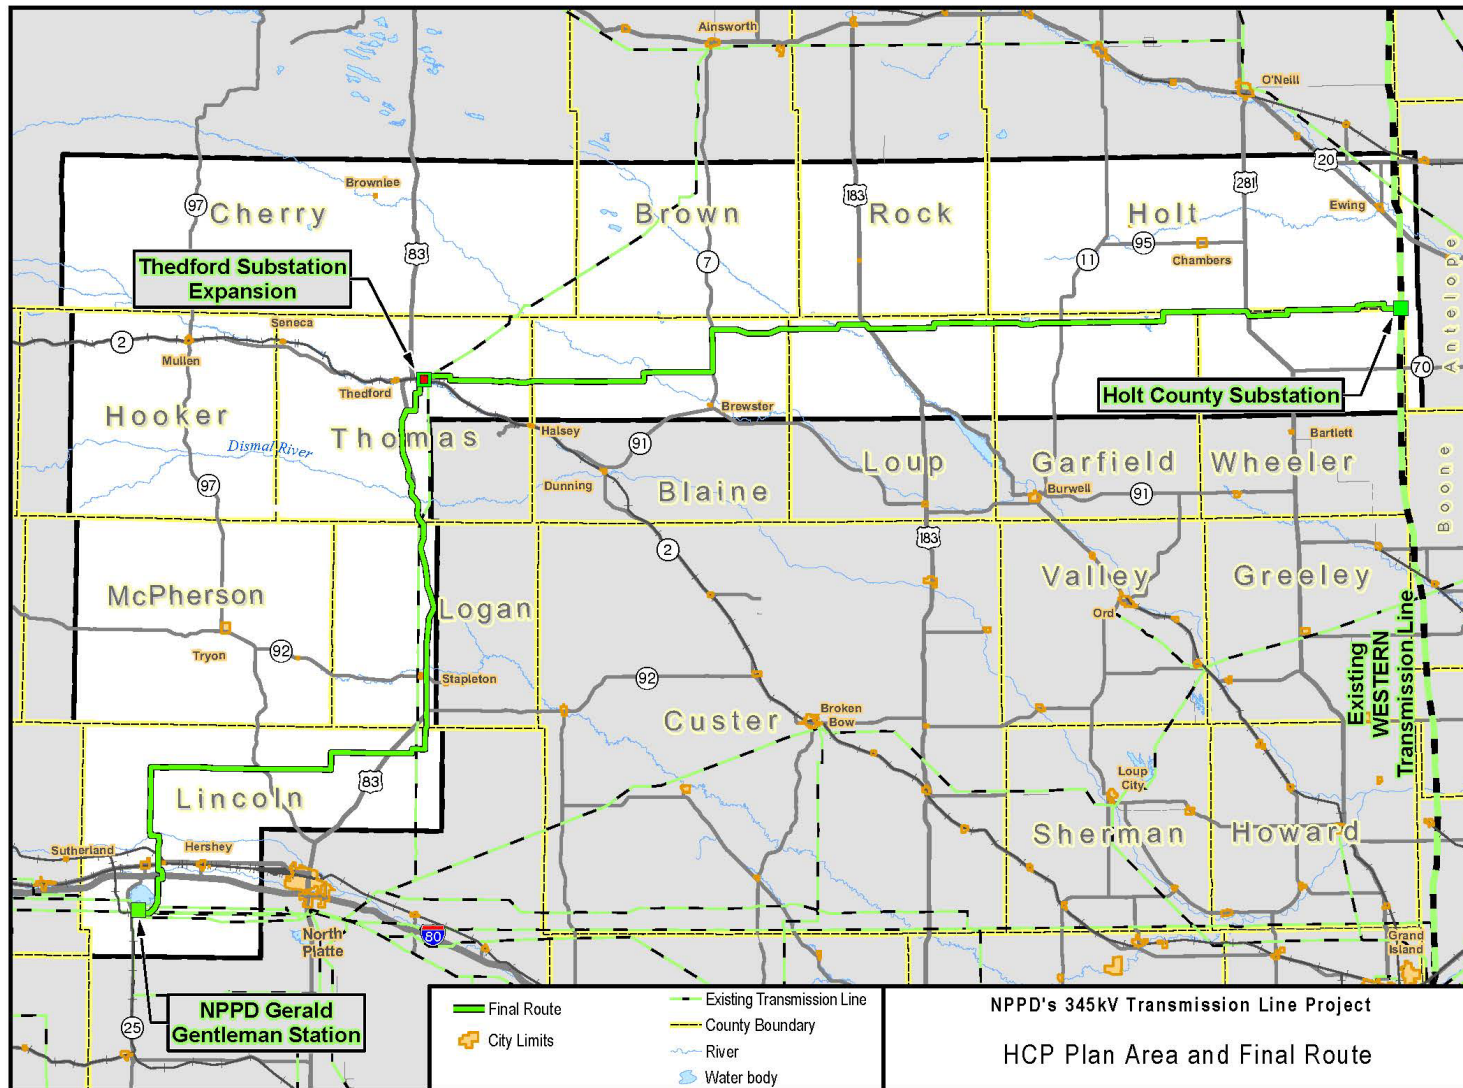 Ainsworth
O'Neill
20
Brownlee
97
Cherry
Brown
183
Rock
281
Holt
Ewing
83
7
11
95
Chambers
Antelope
Thedford Substation
Expansion
Seneca
2
Mullen
Thedford
70
Holt County Substation
Hooker
Brewster
Thomas
Halsey
91
Bartlett
Dismal River
Loup
Garfield
Wheeler
97
Dunning
Blaine
Burwell
91
Boone
2
183
McPherson
Logan
Valley
Greeley
Ord
Tryon
92
Stapleton
92
Existing
WESTERN
Transmission Line
Custer
Broken
Bow
83
Loup
City
Lincoln
Sherman
Howard
Sutherland
Hershey
North
Platte
80
Grand
Island
NPPD Gerald
Gentleman Station
25
Final Route
City Limits
Existing Transmission Line
County Boundary
River
Water body
NPPD's 345kV Transmission Line Project
HCP Plan Area and Final Route